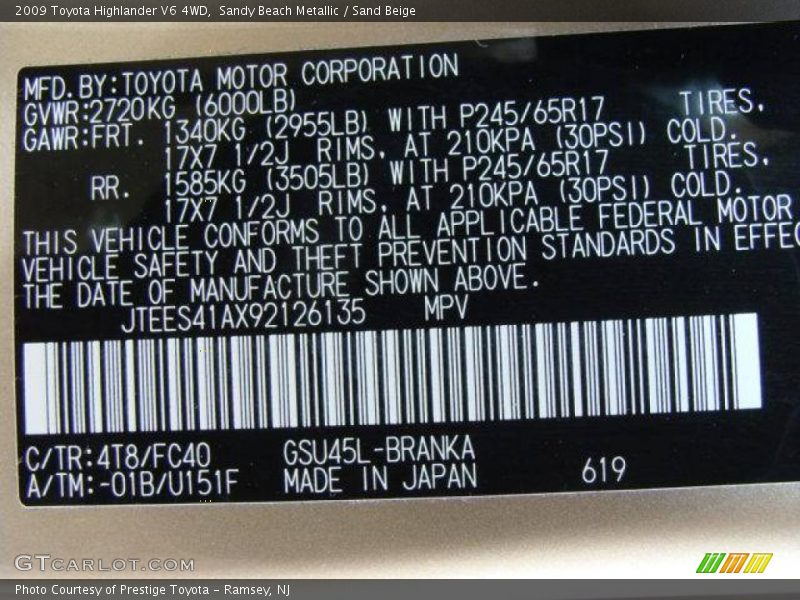 2009 Toyota Highlander V6 4WD,  Sandy Beach Metallic / Sand Beige
MFD. BY:TOYOTA MOTOR CORPORATION
GVWR:2720KG (6000LB)
GAWR:FRT. 1340KG (2955LB) WITH P245/65R17 TIRES,
17X7 1/2J RIMS, AT 210KPA (30PSI) COLD.
RR. 1585KG (3505LB) WITH P245/65R17 TIRES,
17X7 1/2J RIMS, AT 210KPA (30PSI) COLD.
THIS VEHICLE CONFORMS TO ALL APPLICABLE FEDERAL MOTOR
VEHICLE SAFETY AND THEFT PREVENTION STANDARDS IN EFFEC
THE DATE OF MANUFACTURE SHOWN ABOVE.
JTEES41AX92126135 MPV
C/TR:4T8/FC40 GSU45L-BRANKA
A/TM:-01B/U151F MADE IN JAPAN 619
GTCARLOT.COM
Photo Courtesy of Prestige Toyota - Ramsey, NJ